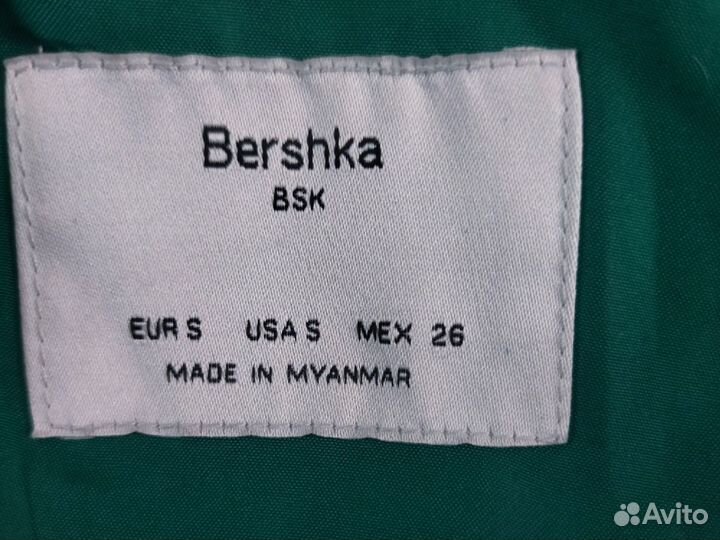 Bershka
BSK
EUR S USA S MEX 26
MADE IN MYANMAR
Avito